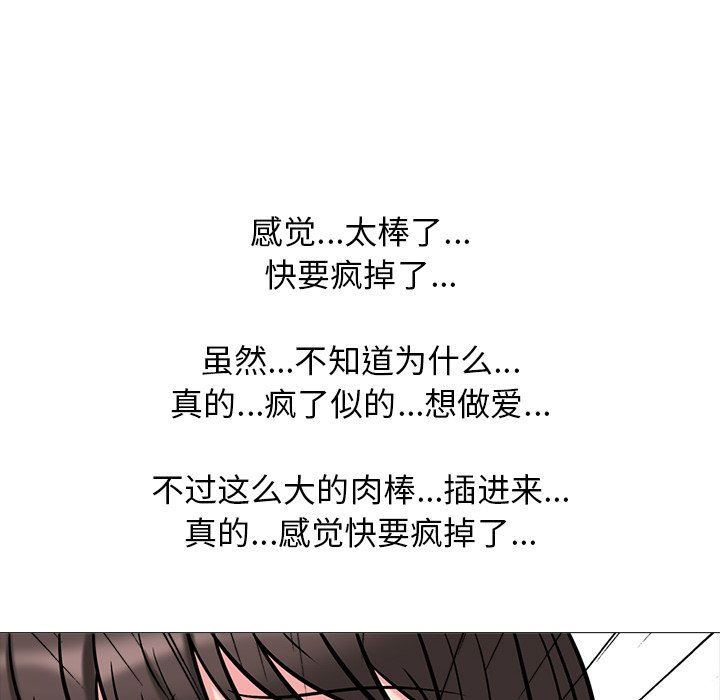 感觉...太棒了...
快要疯掉了...
虽然...不知道为什么...
真的...疯了似的...想做爱...
不过这么大的肉棒...插进来...
真的...感觉快要疯掉了...